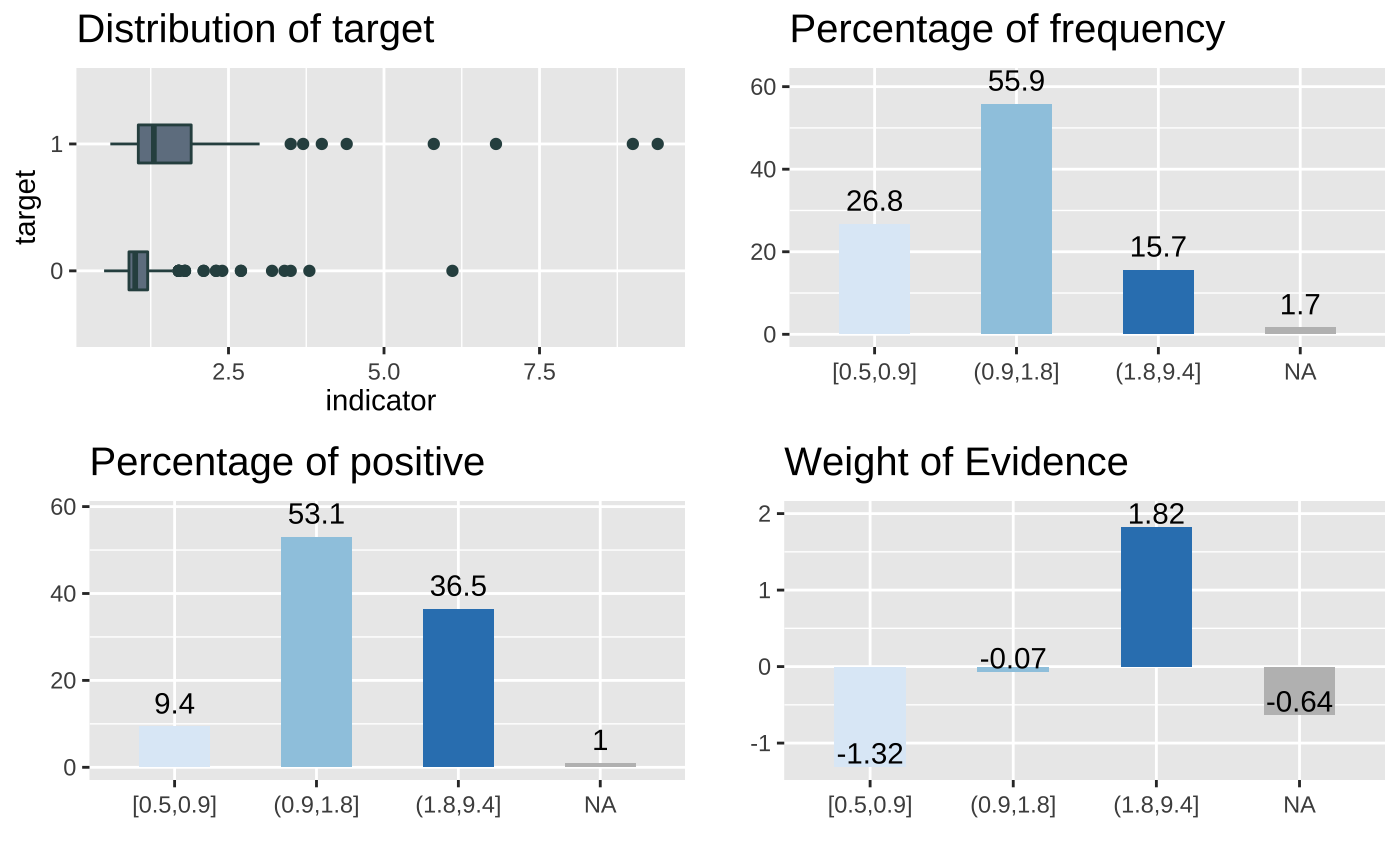 Distribution of target
target
1
0
2.5 5.0 7.5
indicator
Percentage of frequency
60
40
20
0
26.8
55.9
15.7
1.7
[0.5,0.9] (0.9,1.8] (1.8,9.4] NA
Percentage of positive
60
40
20
0
9.4
53.1
36.5
1
[0.5,0.9] (0.9,1.8] (1.8,9.4] NA
Weight of Evidence
2
1
0
-1
-1.32
-0.07
1.82
-0.64
[0.5,0.9] (0.9,1.8] (1.8,9.4] NA